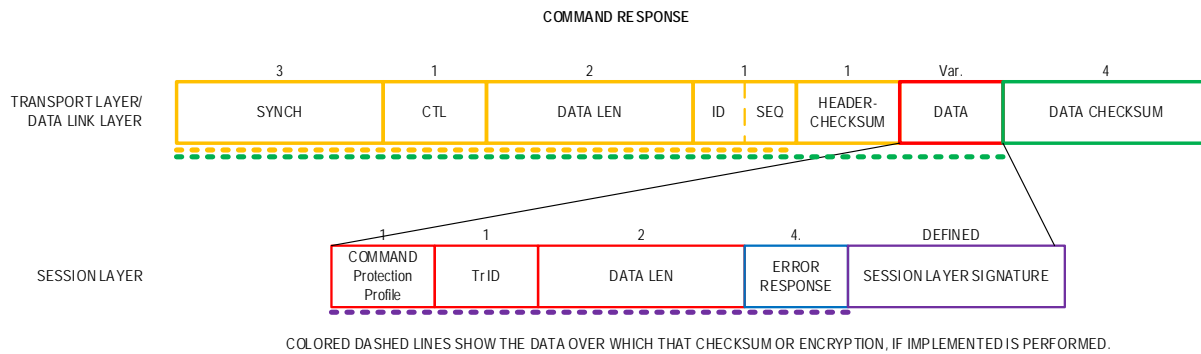 COMMAND RESPONSE
3 1 2 1 1 Var. 4
TRANSPORT LAYER/
DATA LINK LAYER
SYNCH
CTL
DATA LEN
ID
SEQ
HEADER-
CHECKSUM
DATA
DATA CHECKSUM
1 1 2 4. DEFINED
SESSION LAYER
COMMAND
Protection
Profile
Tr ID
DATA LEN
ERROR
RESPONSE
SESSION LAYER SIGNATURE
COLORED DASHED LINES SHOW THE DATA OVER WHICH THAT CHECKSUM OR ENCRYPTION, IF IMPLEMENTED IS PERFORMED.